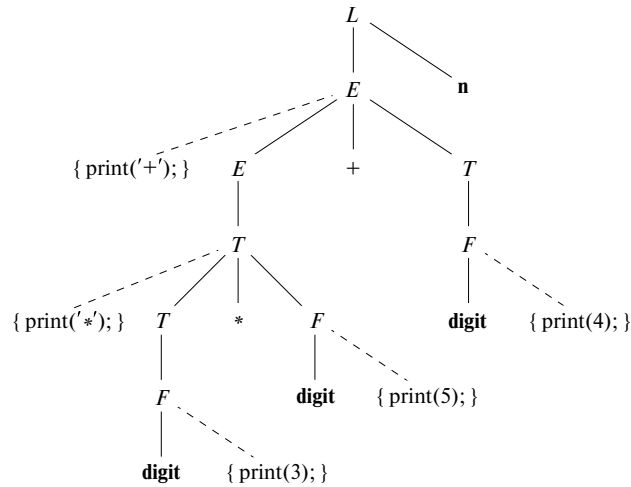 L
E n
{ print('+'); } E + T
T F
{ print('*'); } T * F digit { print(4); }
F digit { print(5); }
digit { print(3); }